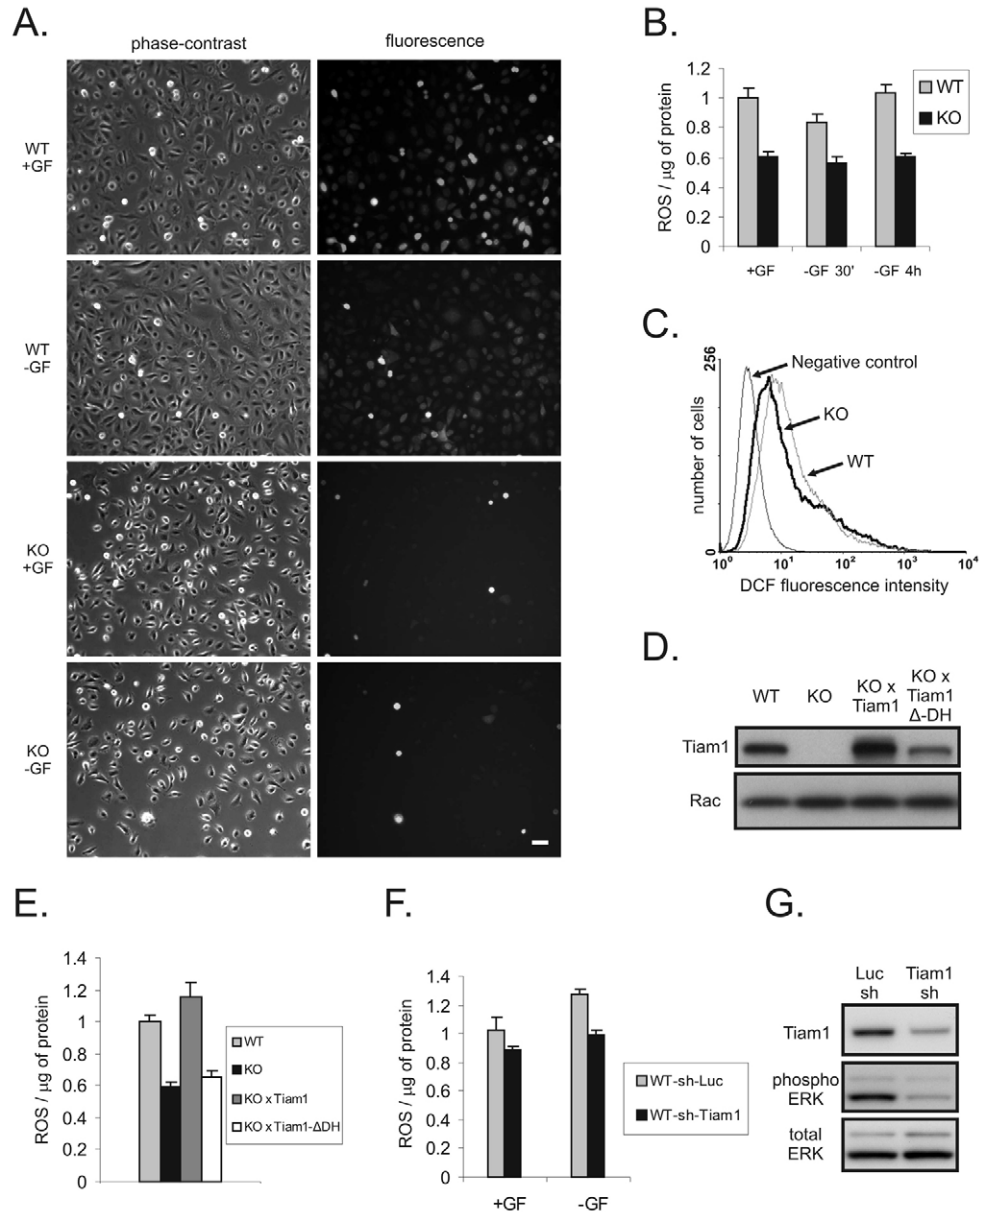 A.
phase-contrast
fluorescence
WT
+GF
WT
-GF
KO
+GF
KO
-GF
B.
ROS / µg of protein
1.2
1
0.8
0.6
0.4
0.2
0
+GF
-GF 30'
-GF 4h
WT
KO
C.
number of cells
256
0
Negative control
KO
WT
10⁰
10¹
10²
10³
10⁴
DCF fluorescence intensity
D.
WT
KO
KO x
Tiam1
KO x
Tiam1
Δ-DH
Tiam1
Rac
E.
ROS / µg of protein
1.4
1.2
1
0.8
0.6
0.4
0.2
0
WT
KO
KO x Tiam1
KO x Tiam1-ΔDH
F.
ROS / µg of protein
1.4
1.2
1
0.8
0.6
0.4
0.2
0
+GF
-GF
WT-sh-Luc
WT-sh-Tiam1
G.
Luc
sh
Tiam1
sh
Tiam1
phospho
ERK
total
ERK